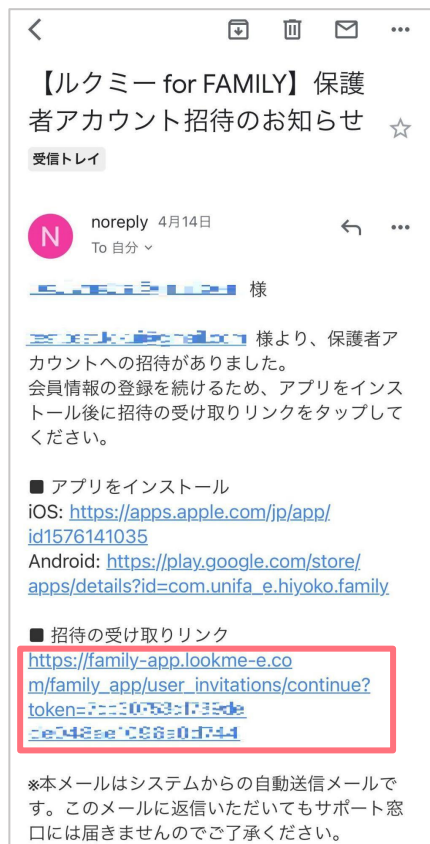 【ルクミー for FAMILY】保護
者アカウント招待のお知らせ
受信トレイ
N
noreply 4月14日
To 自分
様
様より、保護者ア
カウントへの招待がありました。
会員情報の登録を続けるため、アプリをインス
トール後に招待の受け取りリンクをタップして
ください。
■ アプリをインストール
iOS: https://apps.apple.com/jp/app/
id1576141035
Android: https://play.google.com/store/
apps/details?id=com.unifa_e.hiyoko.family
■ 招待の受け取りリンク
https://family-app.lookme-e.co
m/family_app/user_invitations/continue?
token=
※本メールはシステムからの自動送信メールで
す。このメールに返信いただいてもサポート窓
口には届きませんのでご了承ください。